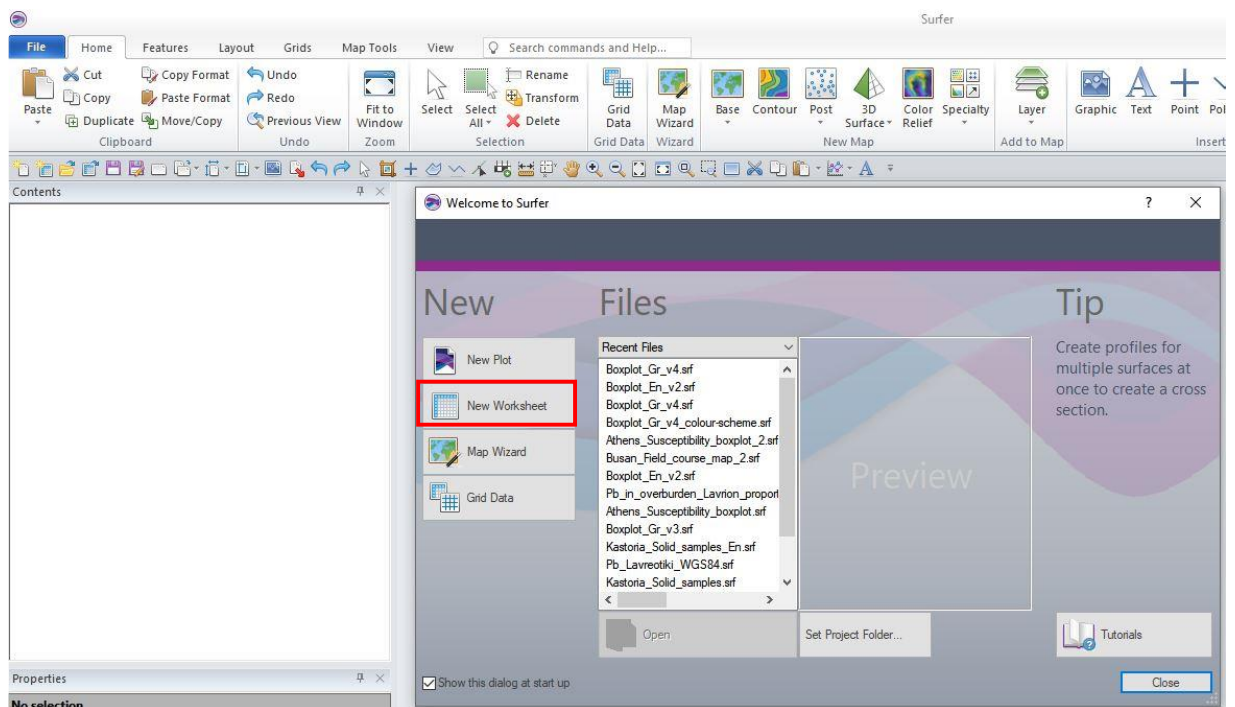 Surfer
File Home Features Layout Grids Map Tools View Search commands and Help...
Paste
Cut
Copy
Duplicate
Copy Format
Paste Format
Move/Copy
Clipboard
Undo
Redo
Previous View
Undo
Fit to
Window
Zoom
Select
Select
All
Rename
Transform
Delete
Selection
Grid
Data
Grid Data
Map
Wizard
Wizard
Base
Contour
Post
3D
Surface
Color
Relief
Specialty
New Map
Layer
Add to Map
Graphic
Text
Point
Pol
Insert
Contents
Welcome to Surfer
New
New Plot
New Worksheet
Map Wizard
Grid Data
Files
Recent Files
Boxplot_Gr_v4.srf
Boxplot_En_v2.srf
Boxplot_Gr_v4.srf
Boxplot_Gr_v4_colour-scheme.srf
Athens_Susceptibility_boxplot_2.srf
Busan_Field_course_map_2.srf
Boxplot_En_v2.srf
Pb_in_overburden_Lavrion_proport
Athens_Susceptibility_boxplot.srf
Boxplot_Gr_v3.srf
Kastoria_Solid_samples_En.srf
Pb_Lavreotiki_WGS84.srf
Kastoria_Solid_samples.srf
Preview
Open
Set Project Folder...
Tip
Create profiles for
multiple surfaces at
once to create a cross
section.
Tutorials
Show this dialog at start up
Close
Properties
No selection